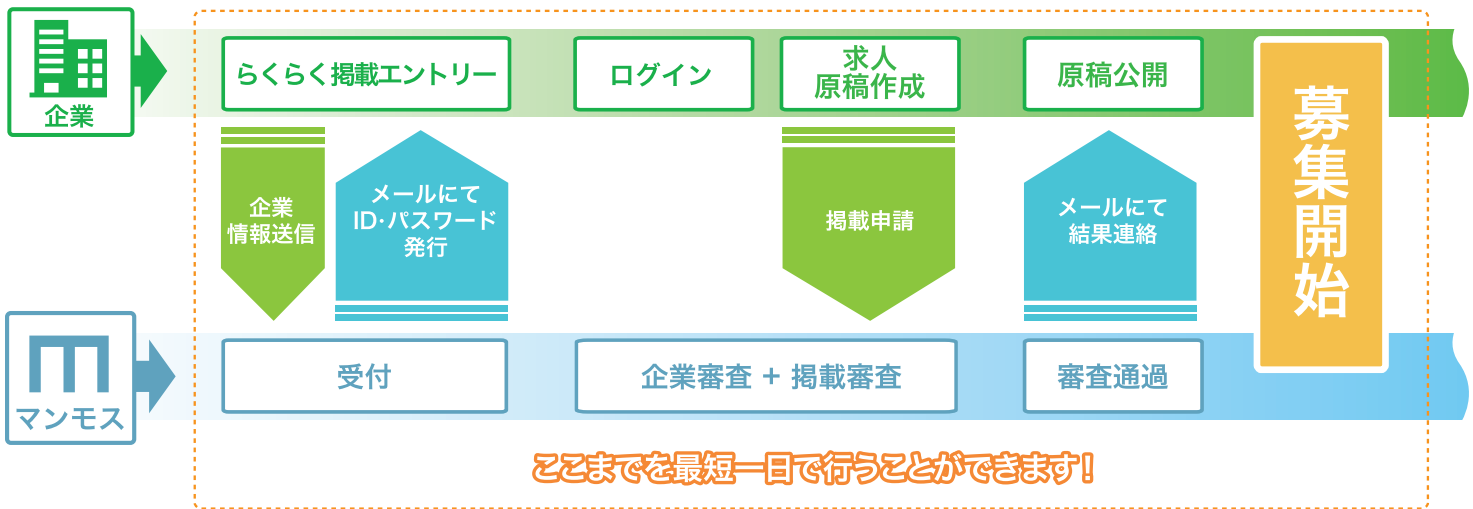 企業
らくらく掲載エントリー
ログイン
求人
原稿作成
原稿公開
募集開始
企業
情報送信
メールにて
ID・パスワード
発行
掲載申請
メールにて
結果連絡
マンモス
受付
企業審査 + 掲載審査
審査通過
ここまでを最短一日で行うことができます!